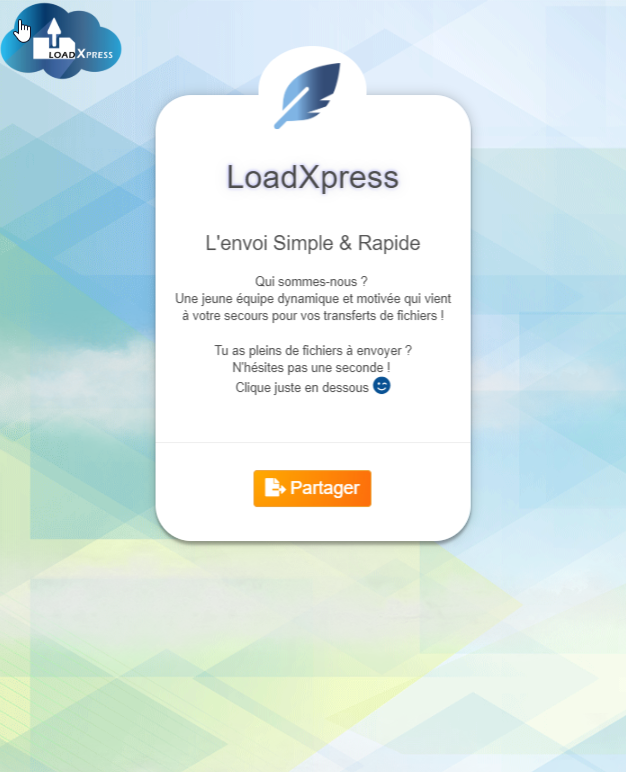 LOADXPRESS
LoadXpress
L'envoi Simple & Rapide
Qui sommes-nous ?
Une jeune équipe dynamique et motivée qui vient
à votre secours pour vos transferts de fichiers !
Tu as pleins de fichiers à envoyer ?
N'hésites pas une seconde !
Clique juste en dessous
Partager